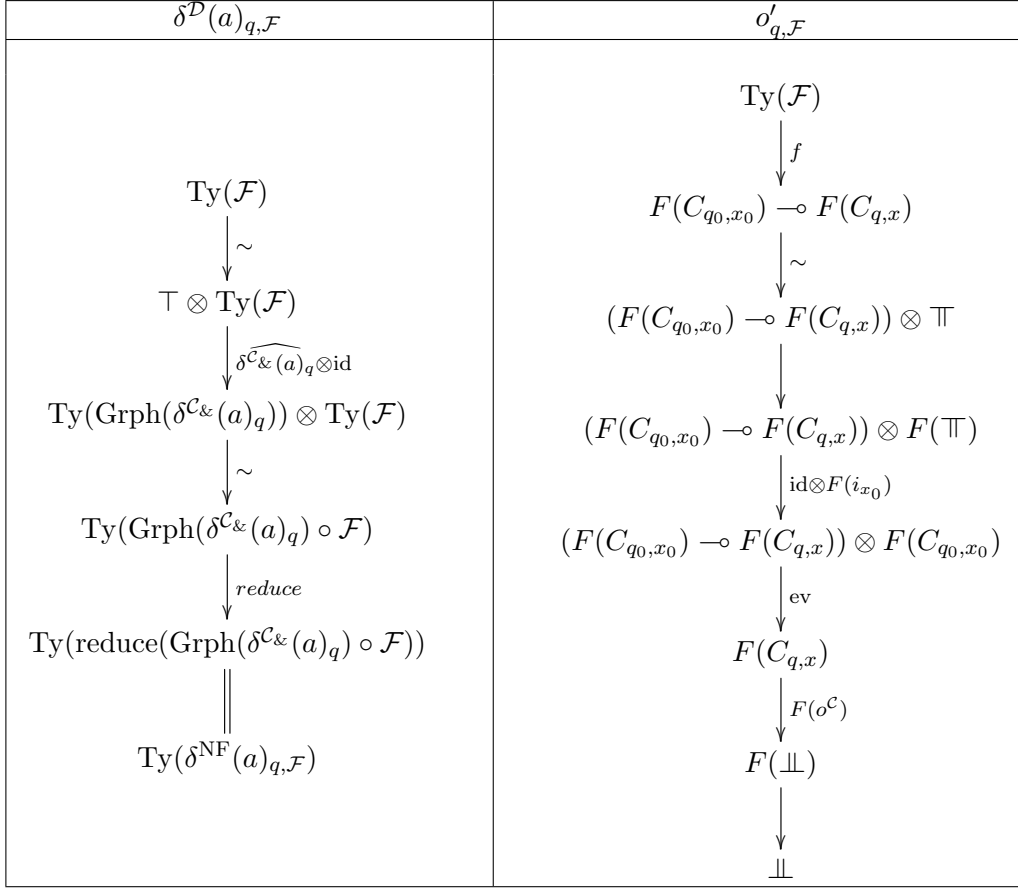 δ^𝒟(a)_{q,ℱ}
o′_{q,ℱ}
Ty(ℱ)
∼
⊤ ⊗ Ty(ℱ)
\widehat{δ^{𝒞_&}(a)_q}⊗id
Ty(Grph(δ^{𝒞_&}(a)_q)) ⊗ Ty(ℱ)
∼
Ty(Grph(δ^{𝒞_&}(a)_q) ∘ ℱ)
reduce
Ty(reduce(Grph(δ^{𝒞_&}(a)_q) ∘ ℱ))
Ty(δ^{NF}(a)_{q,ℱ})
Ty(ℱ)
f
F(C_{q_0,x_0}) ⊸ F(C_{q,x})
∼
(F(C_{q_0,x_0}) ⊸ F(C_{q,x})) ⊗ ⫪
(F(C_{q_0,x_0}) ⊸ F(C_{q,x})) ⊗ F(⫪)
id⊗F(i_{x_0})
(F(C_{q_0,x_0}) ⊸ F(C_{q,x})) ⊗ F(C_{q_0,x_0})
ev
F(C_{q,x})
F(o^𝒞)
F(⫫)
⫫